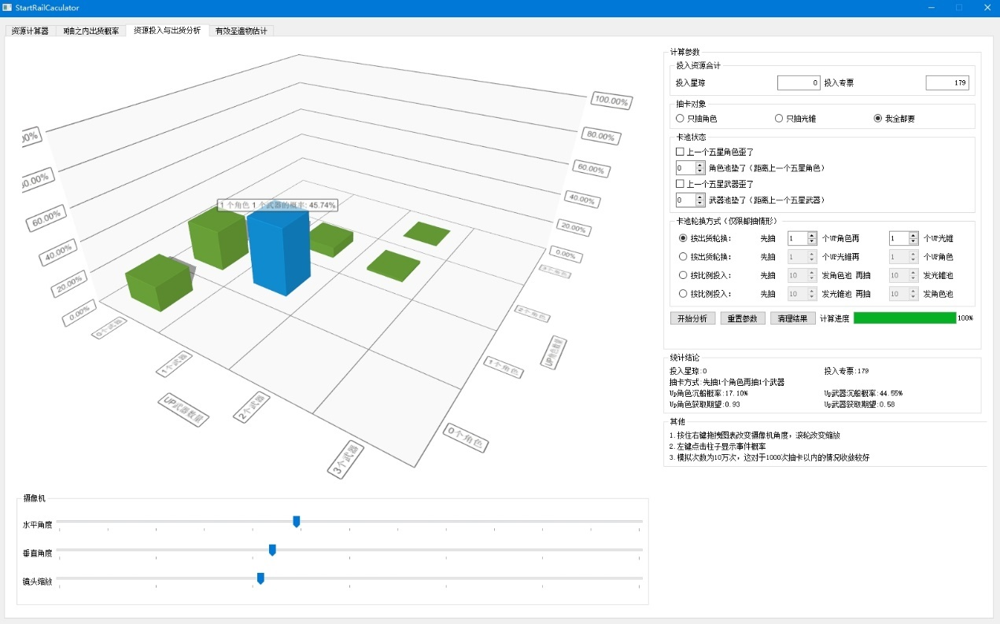 StartRailCaculator
资源计算器 N抽之内出货概率 资源投入与出货分析 有效圣遗物估计
100.00%
80.00%
60.00%
40.00%
20.00%
0.00%
60.00%
40.00%
20.00%
0.00%
1 个角色 1 个武器的概率: 45.74%
0个武器
1个武器
2个武器
3个武器
UP武器数量
0个角色
1个角色
2个角色
3个角色
UP角色数量
摄像机
水平角度
垂直角度
镜头缩放
计算参数
投入资源合计
投入星琼 0 投入专票 179
抽卡对象
只抽角色 只抽光锥 我全都要
卡池状态
上一个五星角色歪了
0 角色池垫了(距离上一个五星角色)
上一个五星武器歪了
0 武器池垫了(距离上一个五星武器)
卡池轮换方式(仅限都抽情形)
按出货轮换: 先抽 1 个UP角色再 1 个UP光锥
按出货轮换: 先抽 1 个UP光锥再 1 个UP角色
按比例投入: 先抽 10 发角色池 再抽 10 发光锥池
按比例投入: 先抽 10 发光锥池 再抽 10 发角色池
开始分析 重置参数 清理结果 计算进度 100%
统计结论
投入星琼:0 投入专票:179
抽卡方式:先抽1个角色再抽1个武器
Up角色沉船概率:17.10% Up武器沉船概率:44.55%
Up角色获取期望:0.93 Up武器获取期望:0.58
其他
1. 按住右键拖拽图表改变摄像机角度,滚轮改变缩放
2. 左键点击柱子显示事件概率
3. 模拟次数为10万次,这对于1000次抽卡以内的情况收敛较好